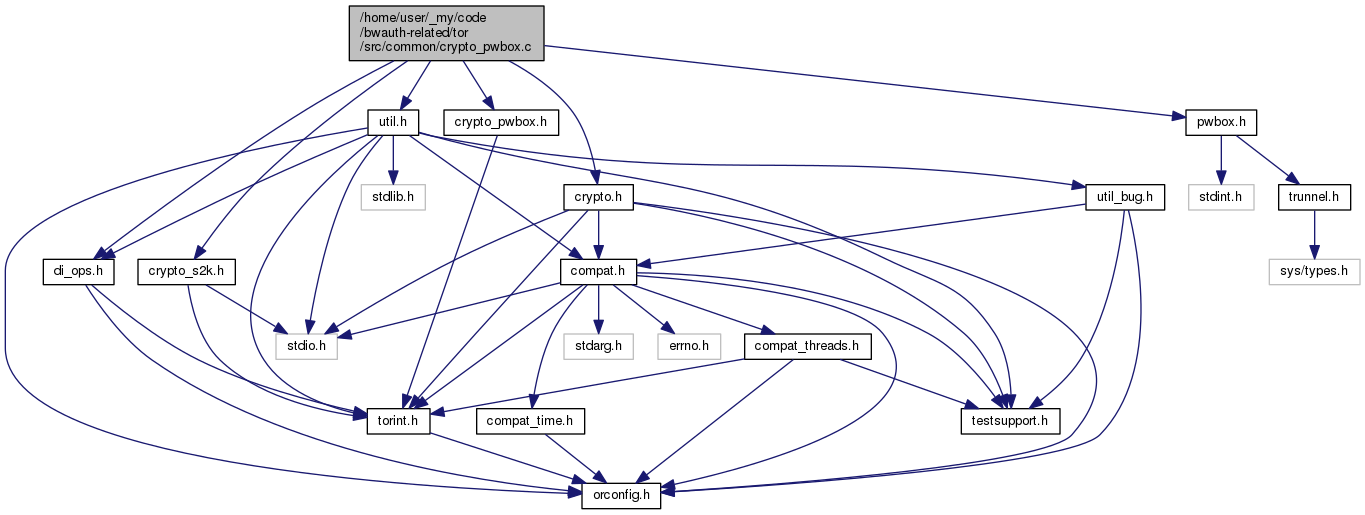 /home/user/_my/code
/bwauth-related/tor
/src/common/crypto_pwbox.c
util.h
crypto_pwbox.h
pwbox.h
stdlib.h
crypto.h
util_bug.h
stdint.h
trunnel.h
di_ops.h
crypto_s2k.h
compat.h
sys/types.h
stdio.h
stdarg.h
errno.h
compat_threads.h
torint.h
compat_time.h
testsupport.h
orconfig.h